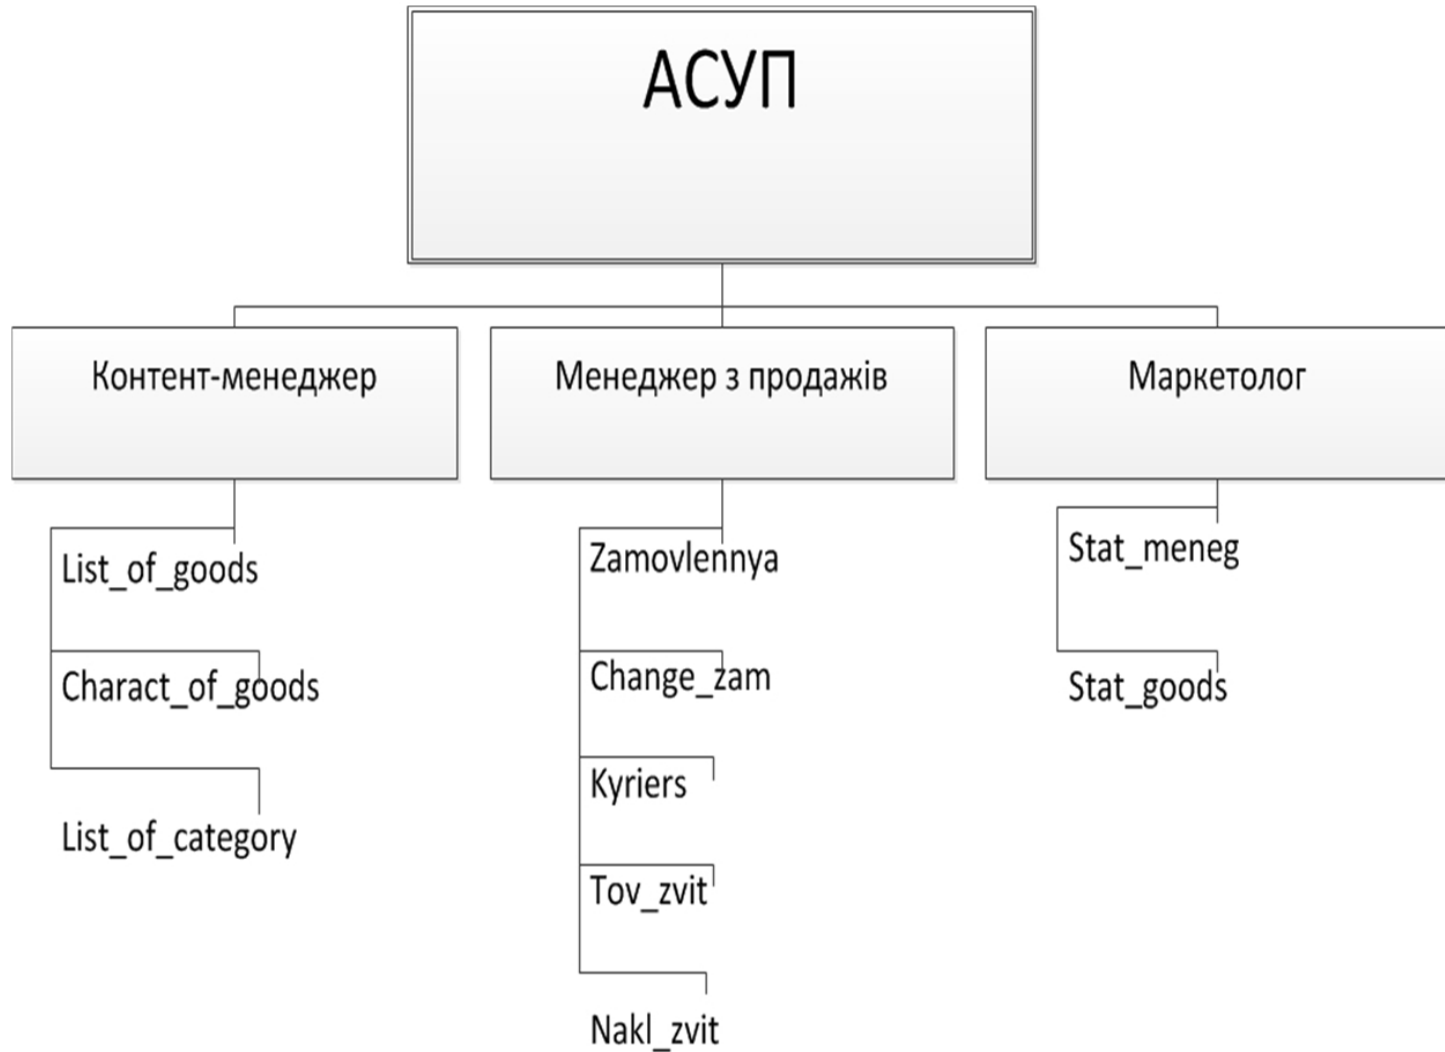 АСУП
Контент-менеджер
Менеджер з продажів
Маркетолог
List_of_goods
Charact_of_goods
List_of_category
Zamovlennya
Change_zam
Kyriers
Tov_zvit
Nakl_zvit
Stat_meneg
Stat_goods